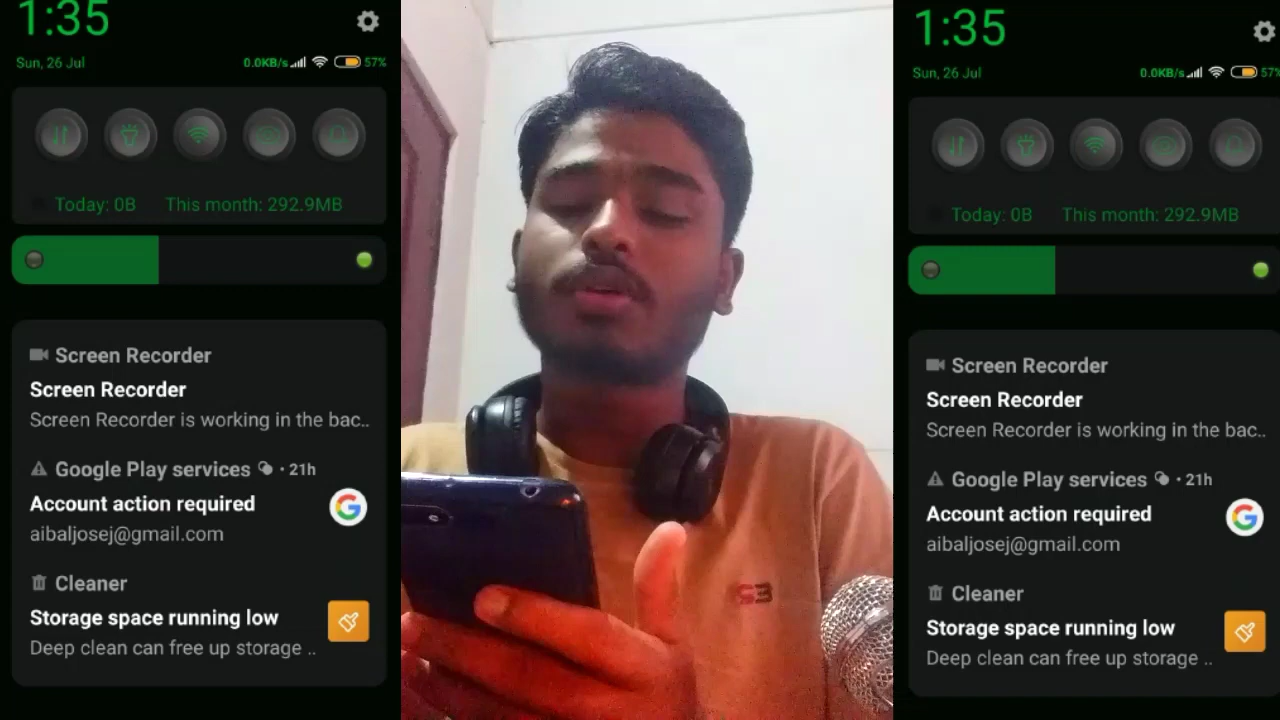 1:35
Sun, 26 Jul
0.0KB/s 57%
Today: 0B This month: 292.9MB
Screen Recorder
Screen Recorder
Screen Recorder is working in the bac..
Google Play services • 21h
Account action required
aibaljosej@gmail.com
Cleaner
Storage space running low
Deep clean can free up storage ..
1:35
Sun, 26 Jul
0.0KB/s 57%
Today: 0B This month: 292.9MB
Screen Recorder
Screen Recorder
Screen Recorder is working in the bac..
Google Play services • 21h
Account action required
aibaljosej@gmail.com
Cleaner
Storage space running low
Deep clean can free up storage ..